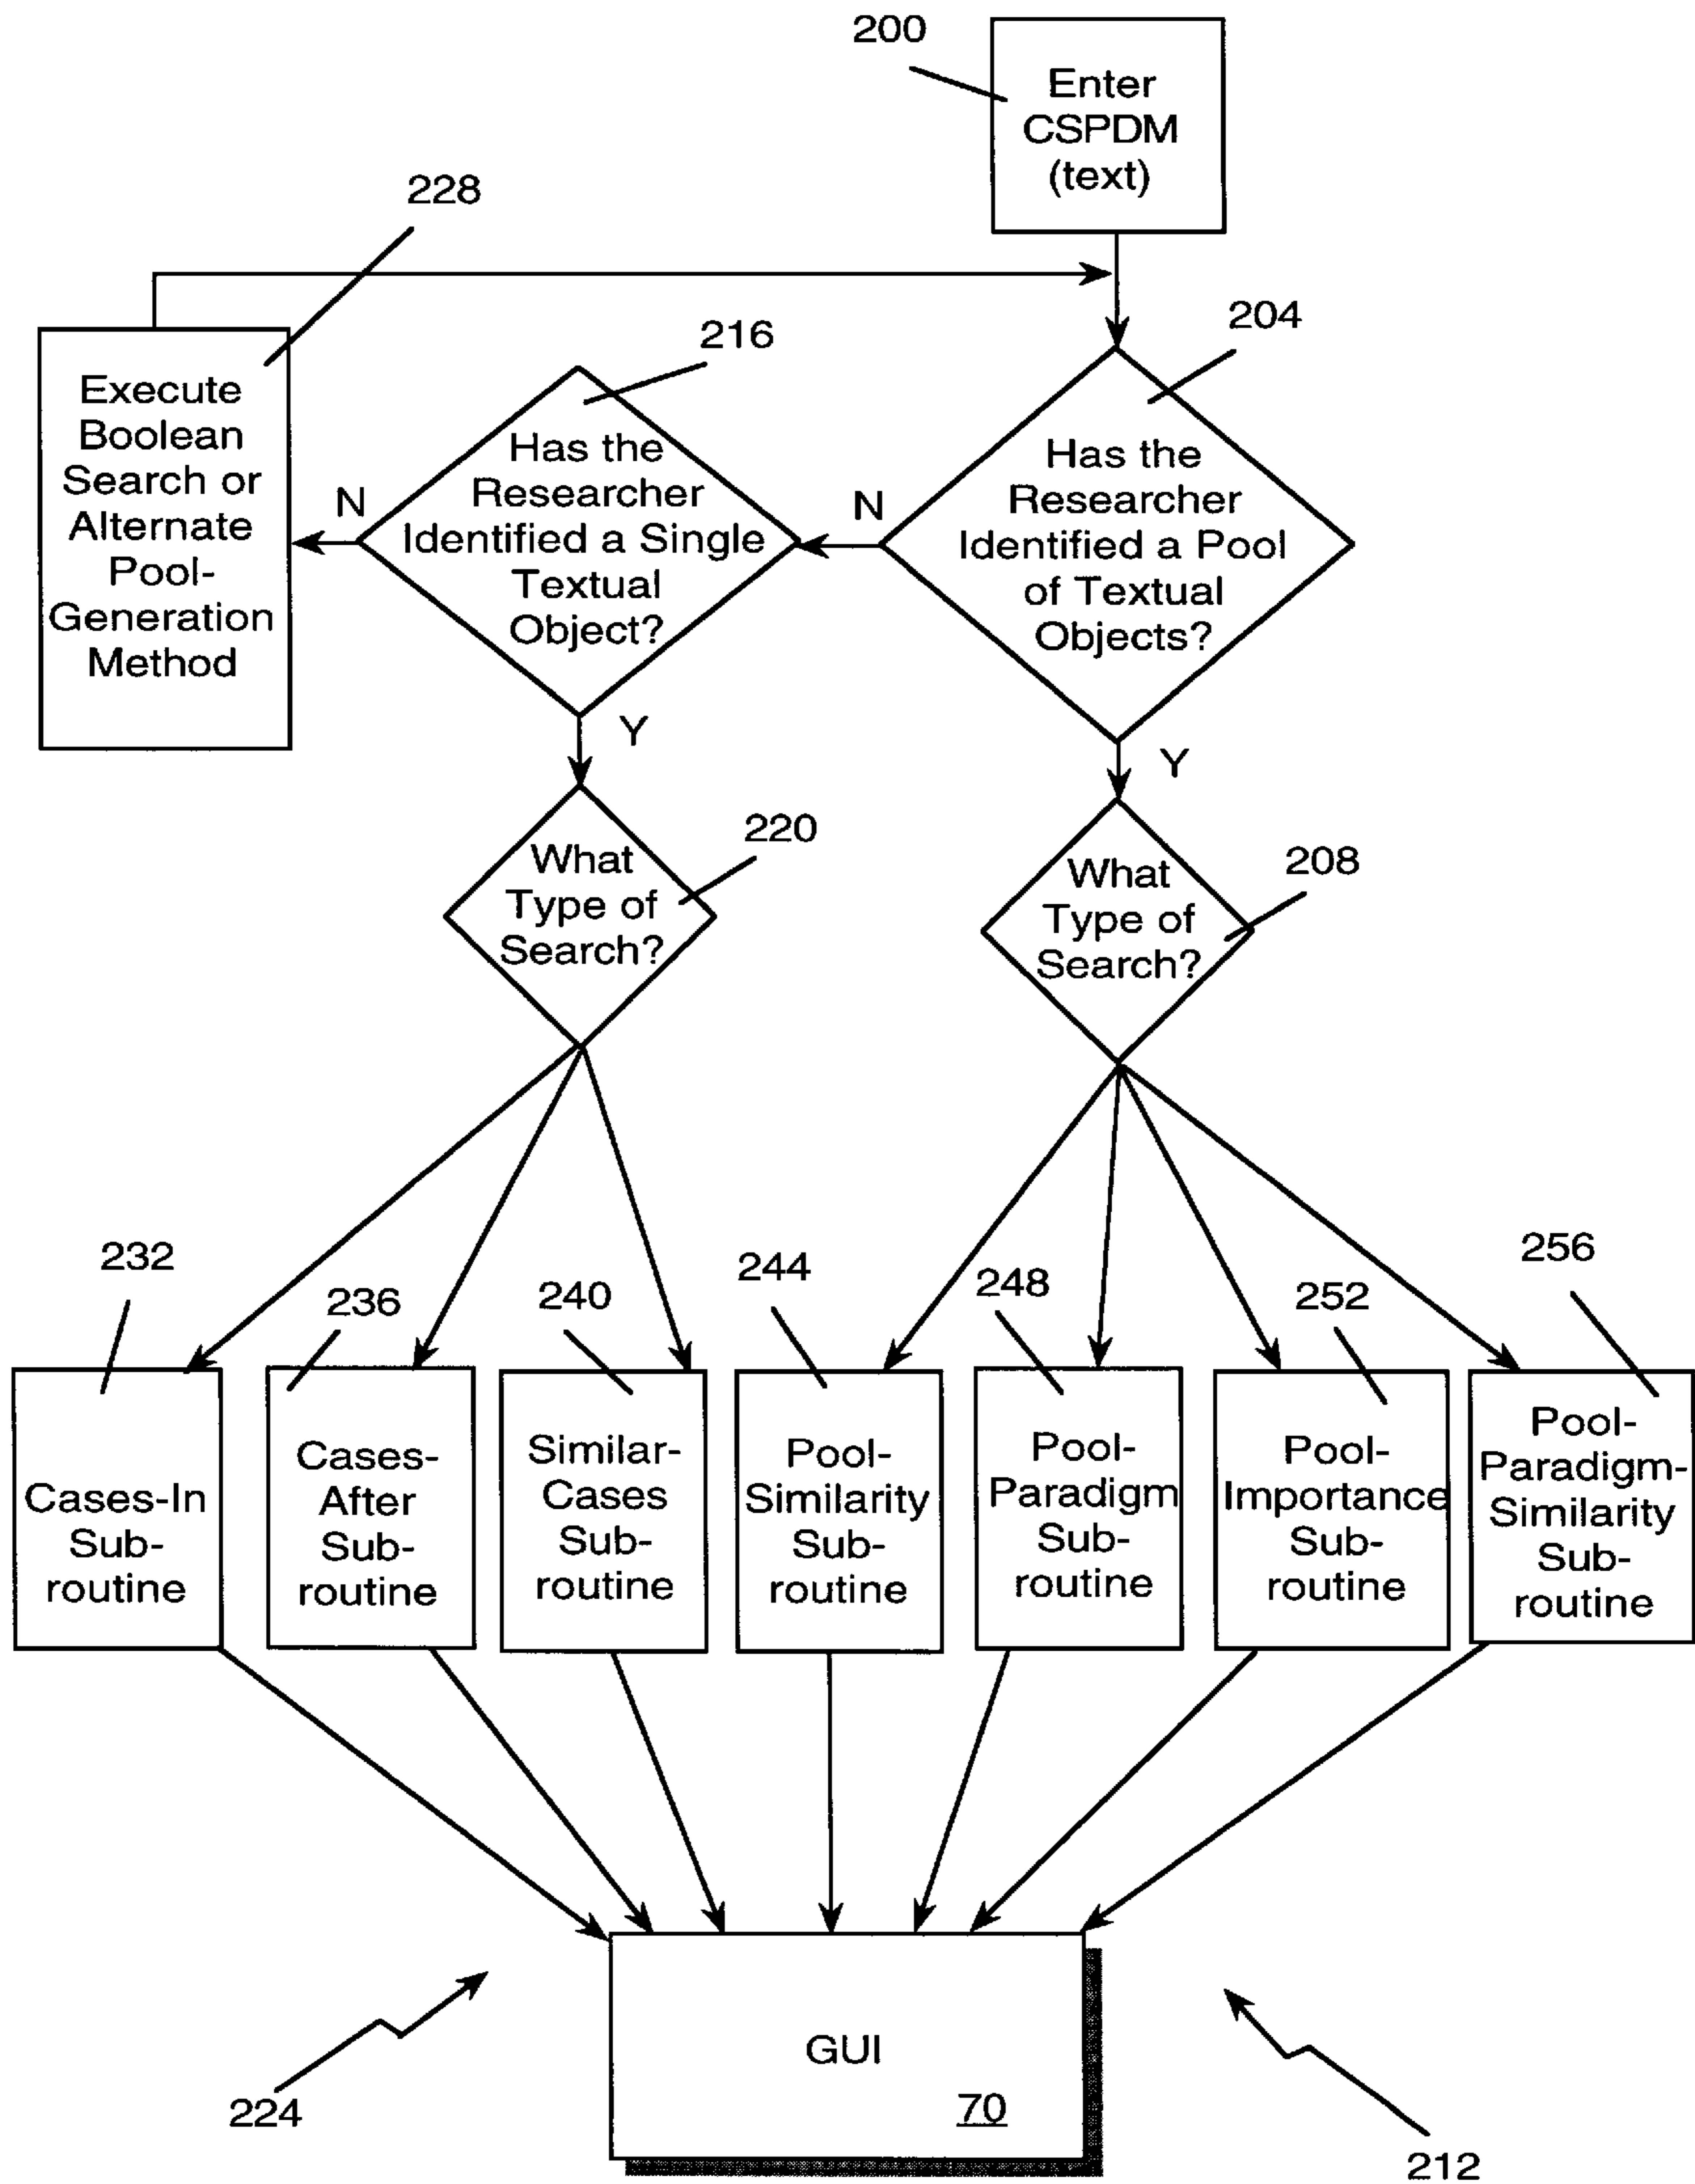 200
Enter
CSPDM
(text)
228
204
216
Execute
Boolean
Search or
Alternate
Pool-
Generation
Method
N
Has the
Researcher
Identified a Single
Textual
Object?
N
Has the
Researcher
Identified a Pool
of Textual
Objects?
Y
Y
220
What
Type of
Search?
208
What
Type of
Search?
232
236
240
244
248
252
256
Cases-In
Sub-
routine
Cases-
After
Sub-
routine
Similar-
Cases
Sub-
routine
Pool-
Similarity
Sub-
routine
Pool-
Paradigm
Sub-
routine
Pool-
Importance
Sub-
routine
Pool-
Paradigm-
Similarity
Sub-
routine
GUI
70
224
212